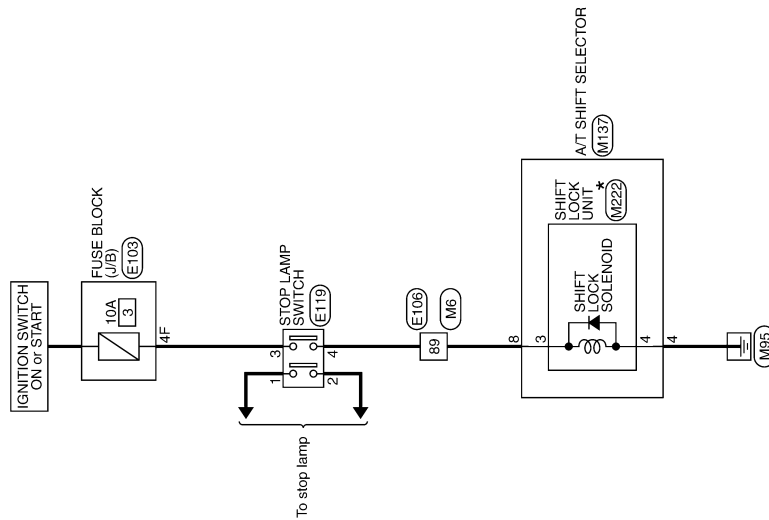 IGNITION SWITCH
ON or START
FUSE BLOCK
(J/B)
E103
10A
3
4F
STOP LAMP
SWITCH
E119
3
1
4
2
To stop lamp
E106
89
M6
A/T SHIFT SELECTOR
M137
8
SHIFT
LOCK
UNIT *
M222
3
SHIFT
LOCK
SOLENOID
4
4
M95